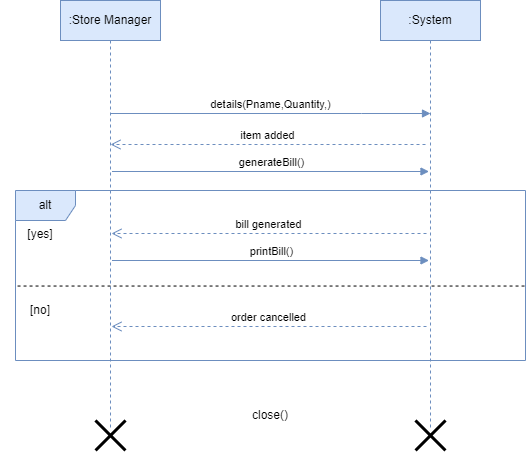 :Store Manager
:System
details(Pname,Quantity,)
item added
generateBill()
alt
bill generated
[yes]
printBill()
[no]
order cancelled
close()